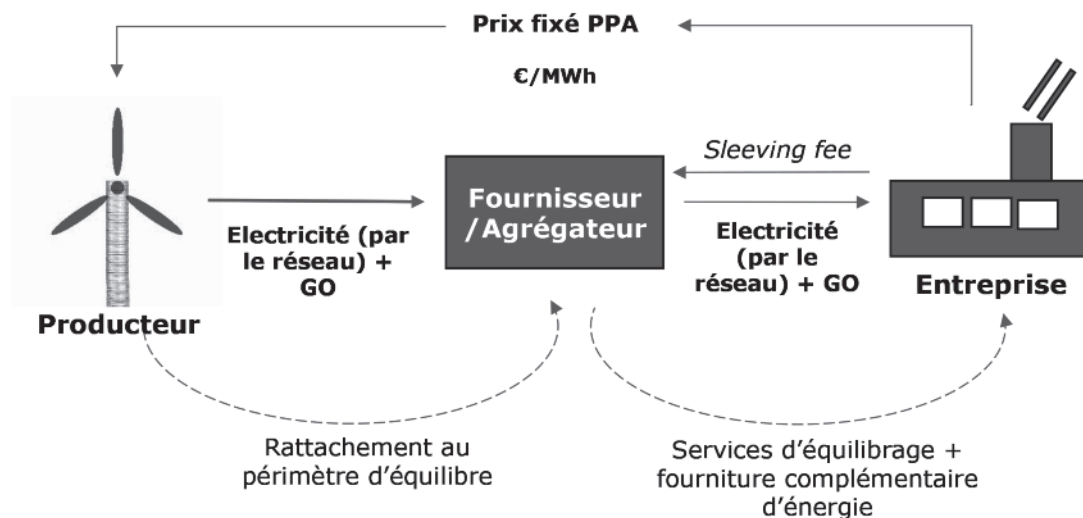 Prix fixé PPA
€/MWh
Sleeving fee
Fournisseur
/Agrégateur
Electricité (par
le réseau) +
GO
Electricité
(par le
réseau) + GO
Entreprise
Producteur
Rattachement au
périmètre d'équilibre
Services d'équilibrage +
fourniture complémentaire
d'énergie